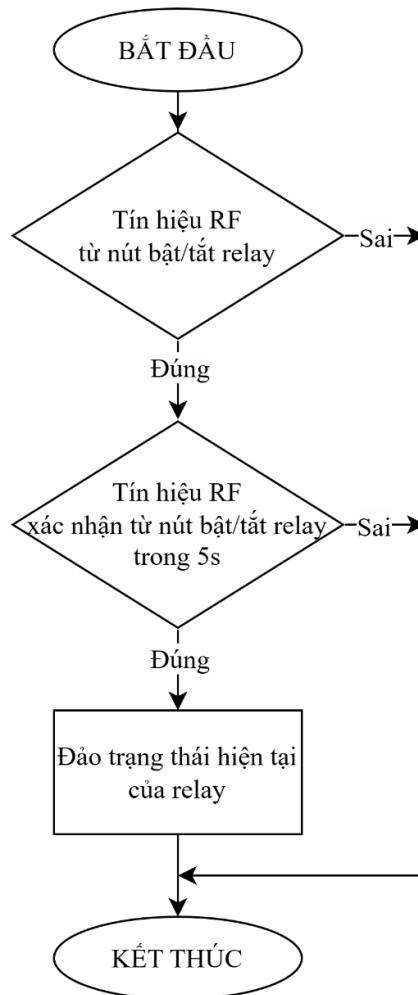 BẮT ĐẦU
Tín hiệu RF
từ nút bật/tắt relay
Sai
Đúng
Tín hiệu RF
xác nhận từ nút bật/tắt relay
trong 5s
Sai
Đúng
Đảo trạng thái hiện tại
của relay
KẾT THÚC